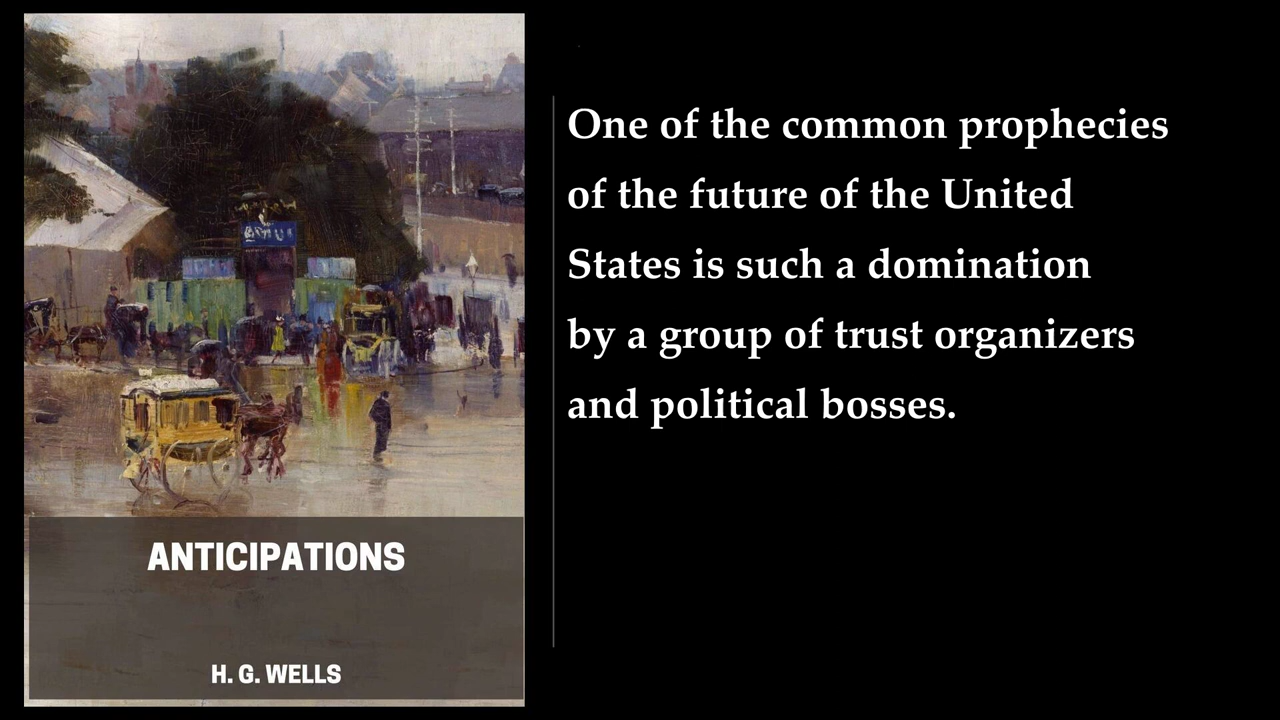 ANTICIPATIONS
H. G. WELLS
One of the common prophecies
of the future of the United
States is such a domination
by a group of trust organizers
and political bosses.